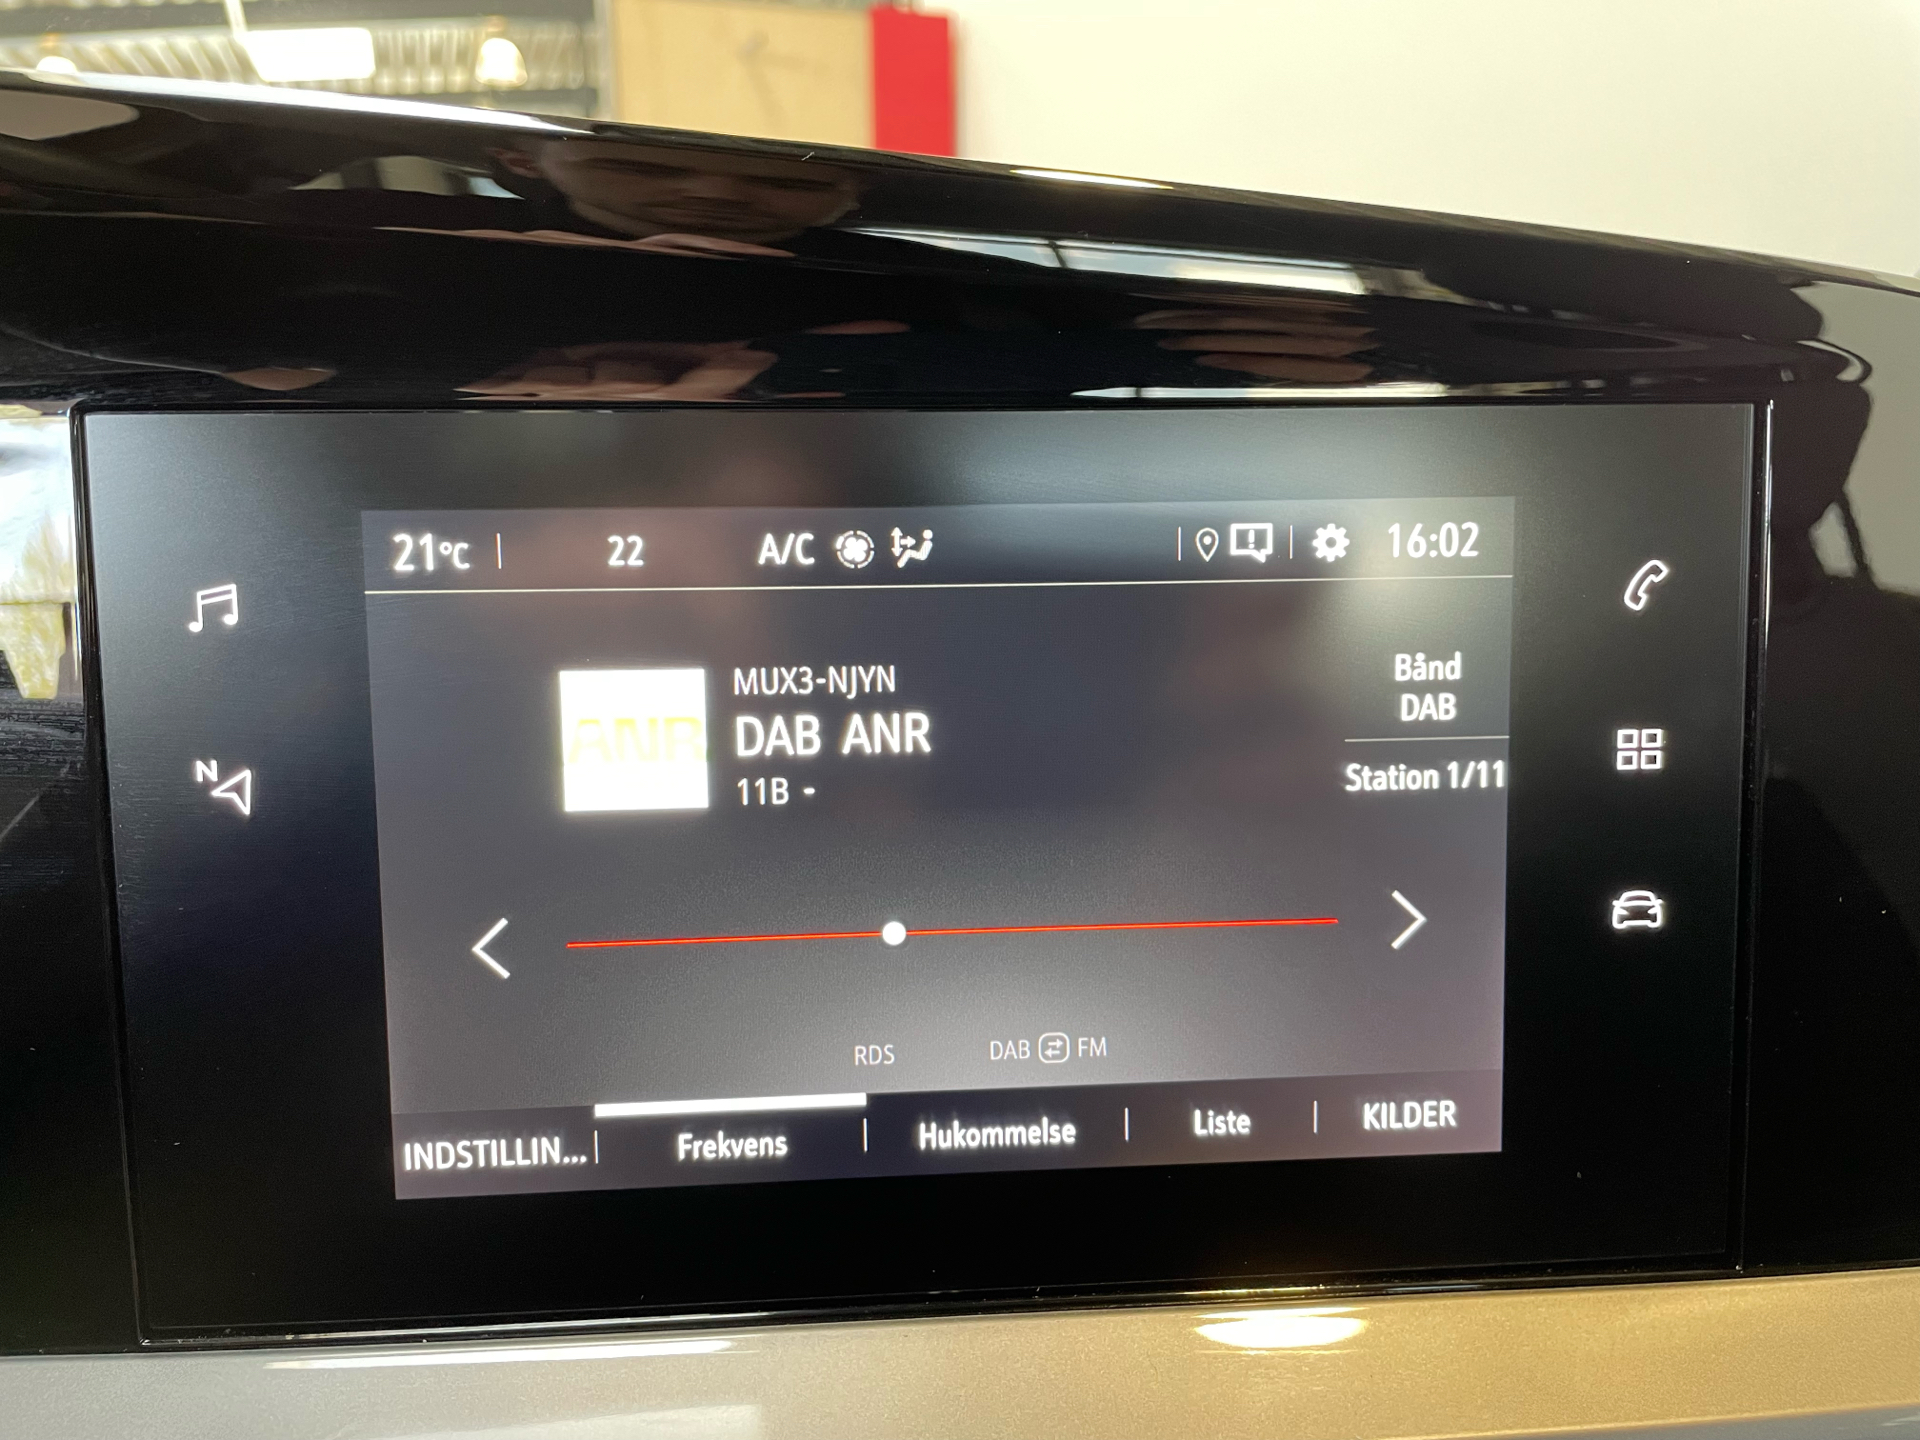 21°C 22 A/C 16:02
N
MUX3-NJYN
ANR
DAB ANR
11B -
Bånd
DAB
Station 1/11
RDS DAB FM
INDSTILLIN... Frekvens Hukommelse Liste KILDER